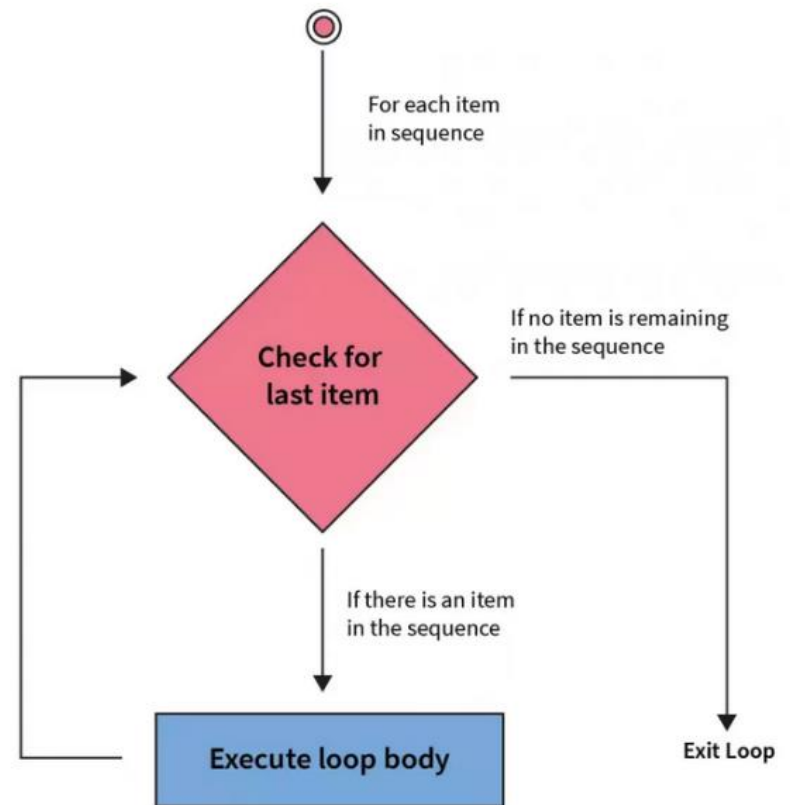 For each item
in sequence
Check for
last item
If no item is remaining
in the sequence
If there is an item
in the sequence
Execute loop body
Exit Loop